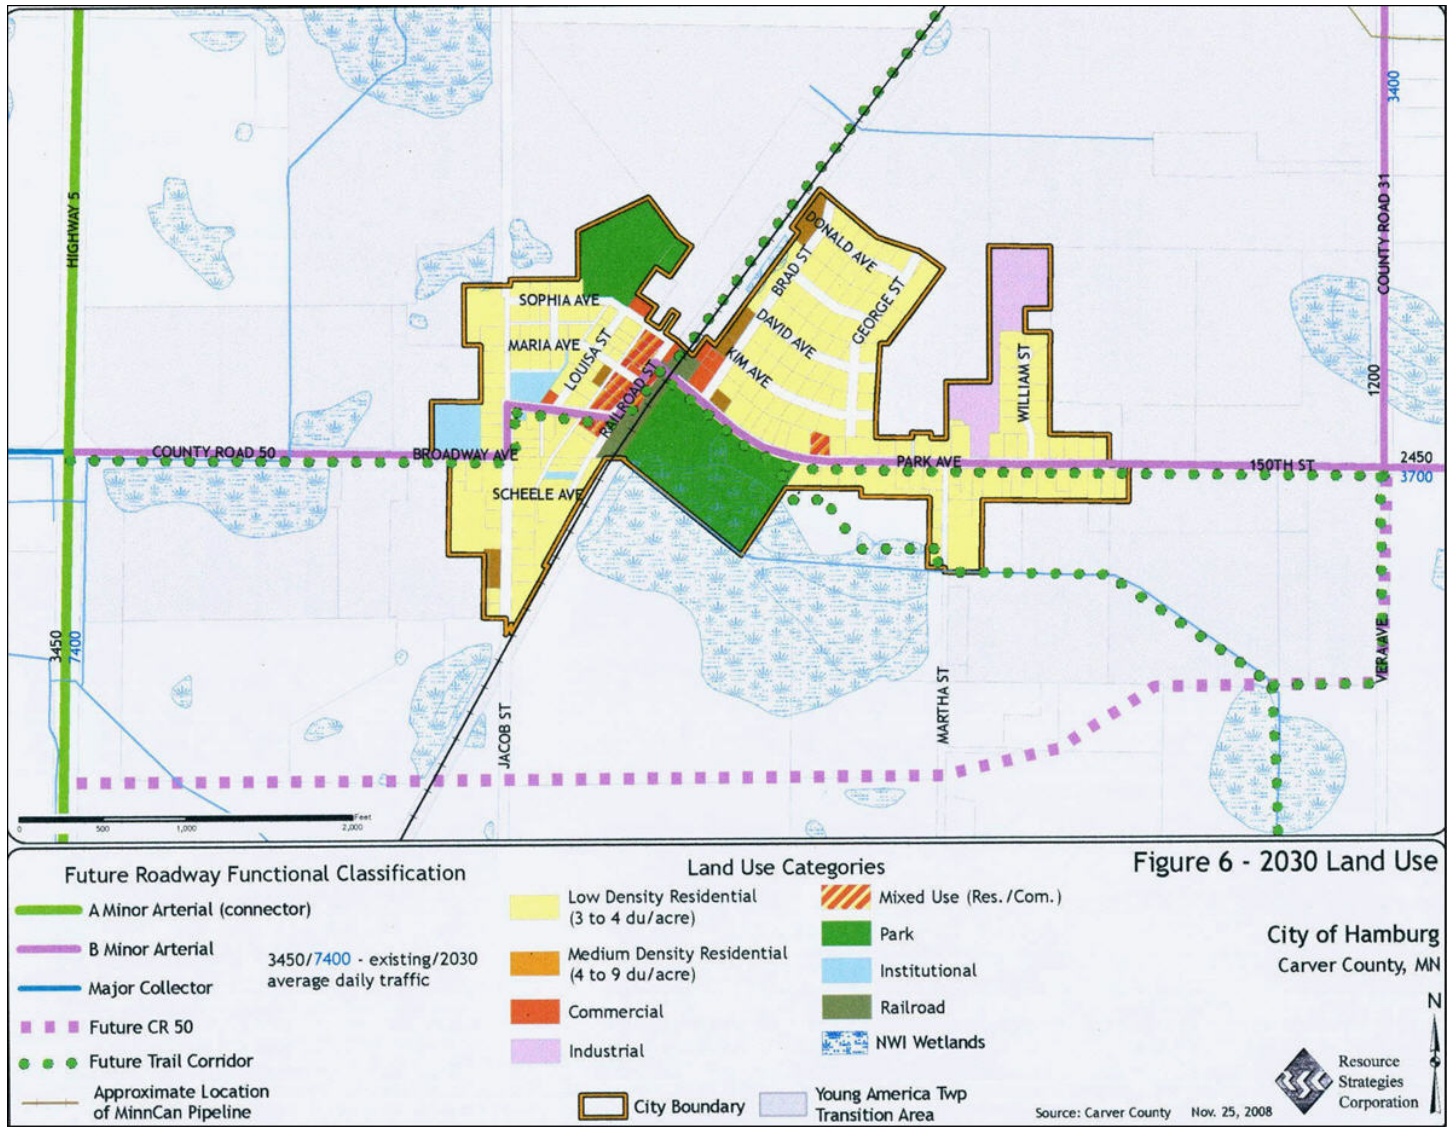 3400
HIGHWAY 5
COUNTY ROAD 31
DONALD AVE
BRAD ST
GEORGE ST
SOPHIA AVE
MARIA AVE
LOUISA ST
DAVID AVE
KIM AVE
RAILROAD ST
WILLIAM ST
1200
COUNTY ROAD 50
BROADWAY AVE
PARK AVE
150TH ST
2450
3700
SCHEELE AVE
3450
7400
VERA AVE
MARTHA ST
JACOB ST
Feet
0 500 1,000 2,000
Future Roadway Functional Classification
A Minor Arterial (connector)
B Minor Arterial
3450/7400 - existing/2030
average daily traffic
Major Collector
Future CR 50
Future Trail Corridor
Approximate Location
of MinnCan Pipeline
Land Use Categories
Low Density Residential
(3 to 4 du/acre)
Medium Density Residential
(4 to 9 du/acre)
Commercial
Industrial
Mixed Use (Res./Com.)
Park
Institutional
Railroad
NWI Wetlands
City Boundary
Young America Twp
Transition Area
Figure 6 - 2030 Land Use
City of Hamburg
Carver County, MN
N
Resource
Strategies
Corporation
Source: Carver County Nov. 25, 2008